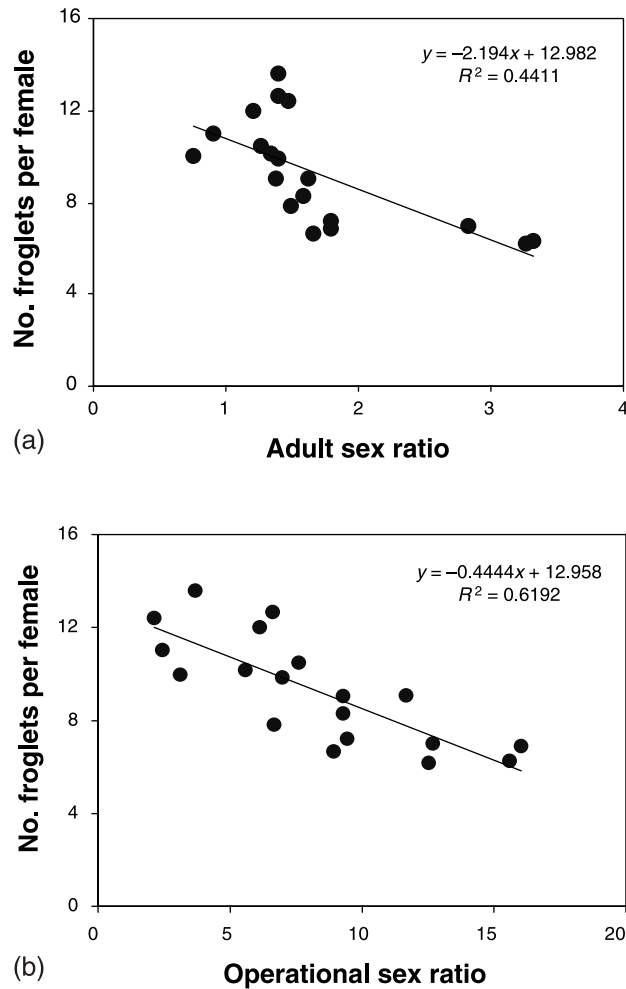 16
y = −2.194x + 12.982
R² = 0.4411
12
8
4
0
No. froglets per female
0 1 2 3 4
(a)
Adult sex ratio
16
y = −0.4444x + 12.958
R² = 0.6192
12
8
4
0
No. froglets per female
0 5 10 15 20
(b)
Operational sex ratio